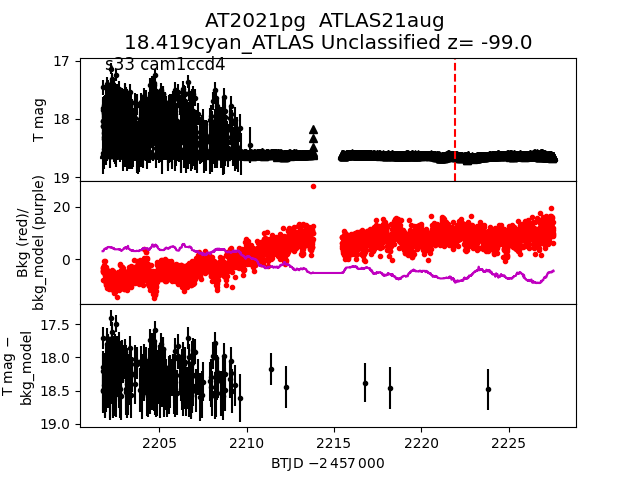 AT2021pg  ATLAS21aug
18.419cyan_ATLAS Unclassified z= -99.0
s33 cam1ccd4
17
18
19
T mag
20
0
Bkg (red)/
bkg_model (purple)
17.5
18.0
18.5
19.0
T mag −
bkg_model
2205
2210
2215
2220
2225
BTJD −2 457 000